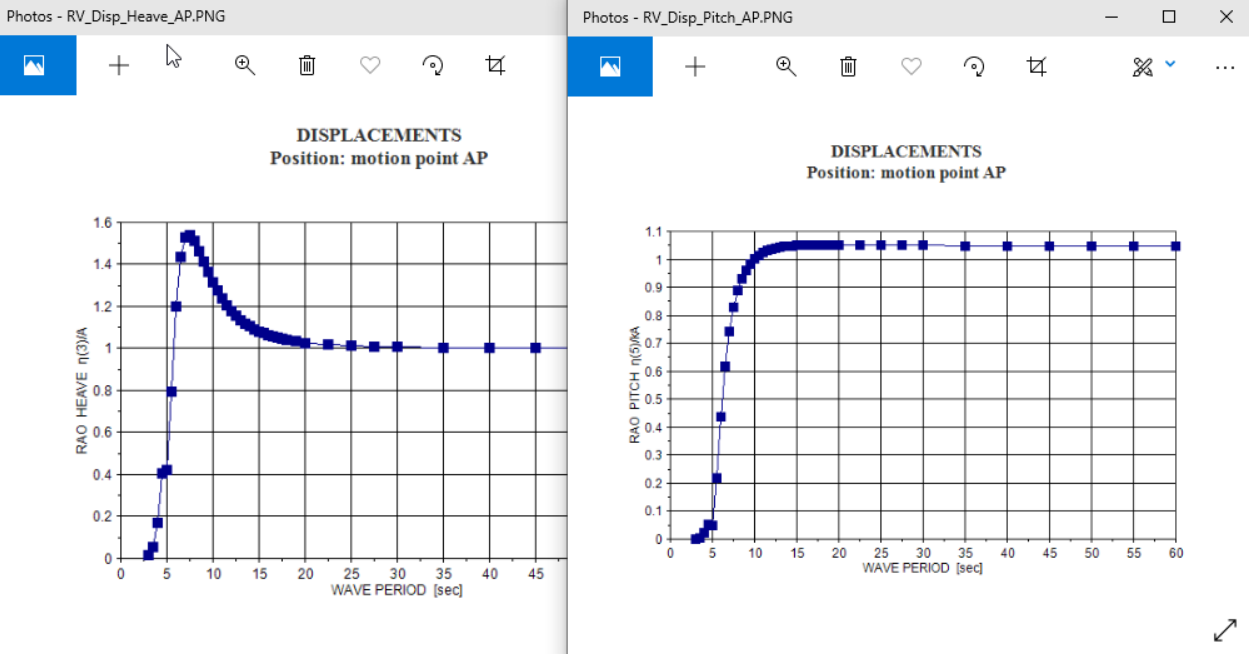 Photos - RV_Disp_Heave_AP.PNG
DISPLACEMENTS
Position: motion point AP
RAO HEAVE η(3)/A
1.6
1.4
1.2
1
0.8
0.6
0.4
0.2
0
0 5 10 15 20 25 30 35 40 45
WAVE PERIOD [sec]
Photos - RV_Disp_Pitch_AP.PNG
DISPLACEMENTS
Position: motion point AP
RAO PITCH η(5)/kA
1.1
1
0.9
0.8
0.7
0.6
0.5
0.4
0.3
0.2
0.1
0
0 5 10 15 20 25 30 35 40 45 50 55 60
WAVE PERIOD [sec]